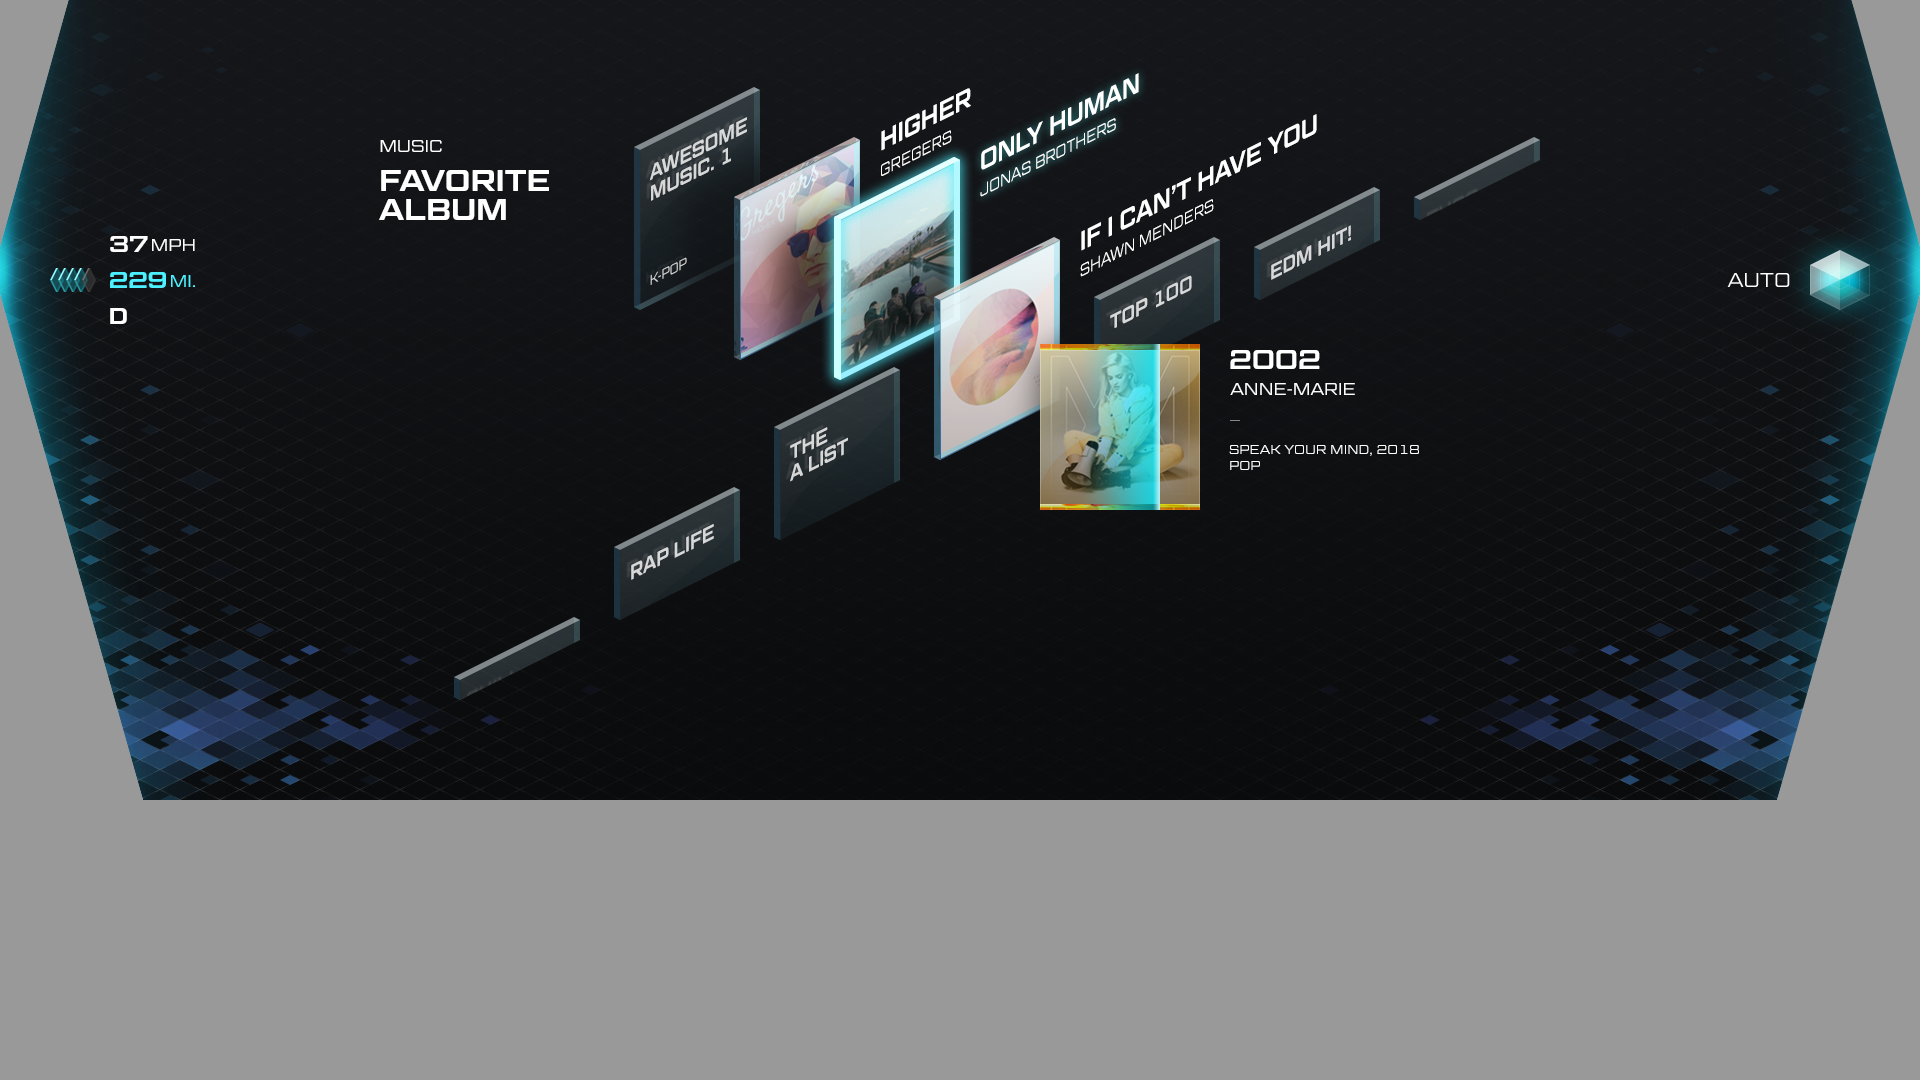 MUSIC
FAVORITE
ALBUM
37 MPH
229 MI.
D
AWESOME
MUSIC. 1
K-POP
Gregers
HIGHER
GREGERS
ONLY HUMAN
JONAS BROTHERS
IF I CAN'T HAVE YOU
SHAWN MENDERS
TOP 100
EDM HIT!
AUTO
THE
A LIST
RAP LIFE
2002
ANNE-MARIE
SPEAK YOUR MIND, 2018
POP